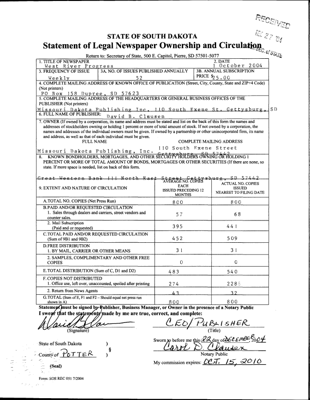 RECEIVED
STATE OF SOUTH DAKOTA
Statement of Legal Newspaper Ownership and Circulation
Return to: Secretary of State, 500 E. Capitol, Pierre, SD 57501-5077
1. TITLE OF NEWSPAPER
2. DATE
West River Progress
1 October 2004
3. FREQUENCY OF ISSUE
3A. NO. OF ISSUES PUBLISHED ANNUALLY
3B. ANNUAL SUBSCRIPTION
PRICE $25.00
Weekly
52
4. COMPLETE MAILING ADDRESS OF KNOWN OFFICE OF PUBLICATION (Street, City, County, State and ZIP+4 Code)
(Not printers)
PO Box 159 Dupree, SD 57623
5. COMPLETE MAILING ADDRESS OF THE HEADQUARTERS OR GENERAL BUSINESS OFFICES OF THE
PUBLISHER (Not printers)
Missouri Dakota Publishing, Inc. 110 South Exene St. Gettysburg, SD
6. FULL NAME OF PUBLISHER:
David B. Clausen
7. OWNER (If owned by a corporation, its name and address must be stated and list on the back of this form the names and
addresses of stockholders owning or holding 1 percent or more of total amount of stock. If not owned by a corporation, the
names and addresses of the individual owners must be given. If owned by a partnership or other unincorporated firm, its name
and address, as well as that of each individual must be given.
FULL NAME
COMPLETE MAILING ADDRESS
Missouri Dakota Publishing, Inc.
110 South Exene Street
8. KNOWN BONDHOLDERS, MORTGAGES, AND OTHER SECURITY HOLDERS OWNING OR HOLDING 1
PERCENT OR MORE OF TOTAL AMOUNT OF BONDS, MORTGAGES OR OTHER SECURITIES (If there are none, so
state. If more space is needed, list on back of this form.
Great Western Bank 111 North Main Street Gettysburg, SD 57442
9. EXTENT AND NATURE OF CIRCULATION
AVERAGE NO. COPIES
EACH
ISSUES PRECEDING 12
MONTHS
ACTUAL NO. COPIES
ISSUED
NEAREST TO FILING DATE
A. TOTAL NO. COPIES (Net Press Run)
800
800
B. PAID AND/OR REQUESTED CIRCULATION
1. Sales through dealers and carriers, street vendors and
counter sales.
57
68
2. Mail Subscription
(Paid and/or requested)
395
441
C. TOTAL PAID AND/OR REQUESTED CIRCULATION
(Sum of 9B1 and 9B2)
452
509
D. FREE DISTRIBUTION
1. BY MAIL, CARRIER OR OTHER MEANS
31
31
2. SAMPLES, COMPLIMENTARY AND OTHER FREE
COPIES
0
0
E. TOTAL DISTRIBUTION (Sum of C, D1 and D2)
483
540
F. COPIES NOT DISTRIBUTED
1. Office use, left over, unaccounted, spoiled after printing
274
228
2. Return from News Agents
43
32
G. TOTAL (Sum of E, F1 and F2 - Should equal net press run
shown in A)
800
800
Statement must be signed by Publisher, Business Manager, or Owner in the presence of a Notary Public
I swear that the statements made by me are true, correct, and complete:
David B Clausen
CEO/PUBLISHER
(Signature)
(Title)
State of South Dakota )
§
County of POTTER )
(Seal)
Sworn to before me this 22 day of DECEMBER 2004
Carol D. Clausen
Notary Public
My commission expires: OCT. 15, 2010